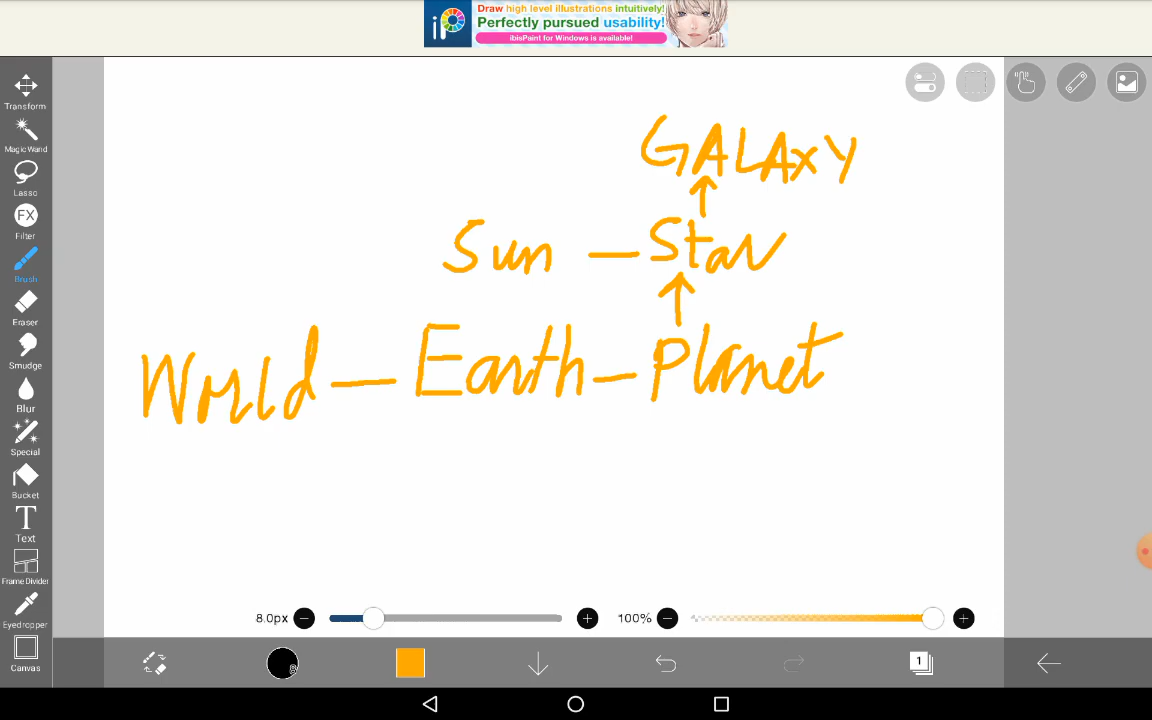 Draw high level illustrations intuitively!
Perfectly pursued usability!
ibisPaint for Windows is available!
iP
Transform
Magic Wand
Lasso
FX
Filter
Brush
Eraser
Smudge
Blur
Special
Bucket
T
Text
Frame Divider
Eyedropper
Canvas
GALAXY
Sun – Star
World – Earth – Planet
8.0px
100%
8
1